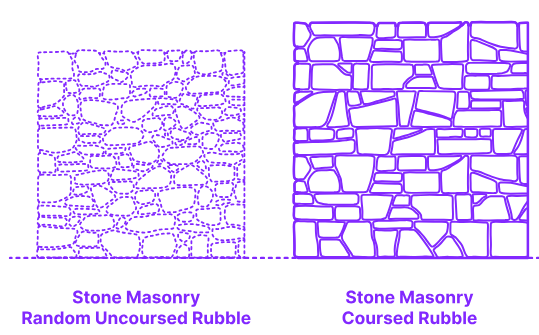 Stone Masonry
Random Uncoursed Rubble
Stone Masonry
Coursed Rubble